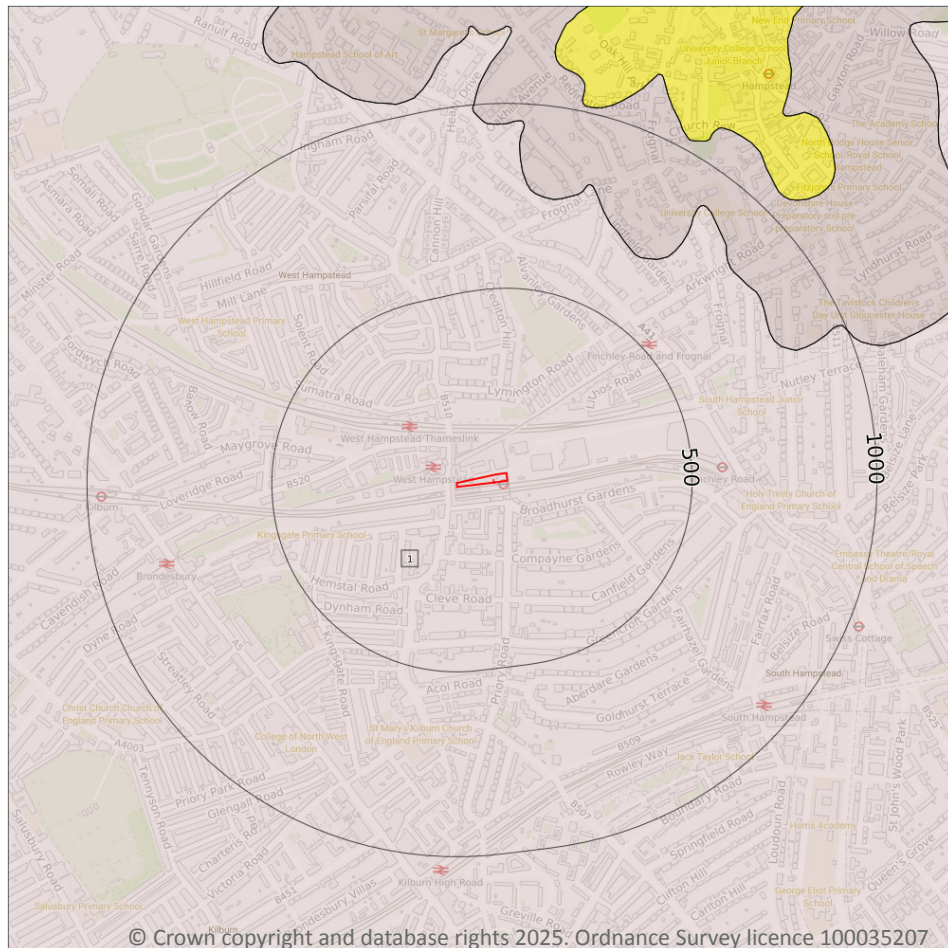 New End Primary School
Willow Road
Ranulf Road
St Margaret
Hampstead School of Art
University College School
Junior Branch
Hampstead
Gayton Road
Oak Hill Park
Oakhill Avenue
Church Row
Frognal
The Academy School
North Bridge House Senior
School/Royal School
Hampstead
Fitzjohn's Primary School
Devonshire House
Preparatory and pre-
preparatory School
University College School
Frognal Lane
Parsifal Road
Cannon Hill
Somali Road
Asmara Road
Gondar Gardens
Sarre Road
Minster Road
Hillfield Road
Mill Lane
West Hampstead
Solent Road
West Hampstead Primary
School
Alvanley Gardens
Crediton Hill
Arkwright Road
Lyndhurst Road
The Tavistock Children's
Day Unit Gloucester House
Frognal
A41
Finchley Road and Frognal
Fordwych Road
Barlow Road
Sumatra Road
B510
Lymington Road
Lithos Road
Nutley Terrace
South Hampstead Junior
School
Maygrove Road
West Hampstead Thameslink
B520
West Hampstead
500
1000
Finchley Road
Kilburn
Loveridge Road
Broadhurst Gardens
Holy Trinity Church of
England Primary School
Belsize Lane
Belsize Park
Kingsgate Primary School
1
Compayne Gardens
Canfield Gardens
Brondesbury
Hemstal Road
Dynham Road
Cleve Road
Embassy Theatre/Royal
Central School of Speech
and Drama
Cavendish Road
Dyne Road
A5
Kingsgate Road
Greencroft Gardens
Fairhazel Gardens
Fairfax Road
Belsize Road
Swiss Cottage
Streatley Road
Priory Road
Acol Road
Aberdare Gardens
Goldhurst Terrace
South Hampstead
South Hampstead
B525
Christ Church Church of
England Primary School
A4003
College of North West
London
St Mary's Kilburn Church
of England Primary School
B509
Rowley Way
Jack Taylor School
Tennyson Road
Priory Park Road
Glengall Road
B507
Boundary Road
Springfield Road
Loudoun Road
Harris Academy
St John's Wood Park
Salusbury Road
Victoria Road
B451
Kilburn High Road
Clifton Hill
Carlton Hill
George Eliot Primary
School
Queen's Grove
Salusbury Primary School
Kilburn
Greville
© Crown copyright and database rights 2025. Ordnance Survey licence 100035207